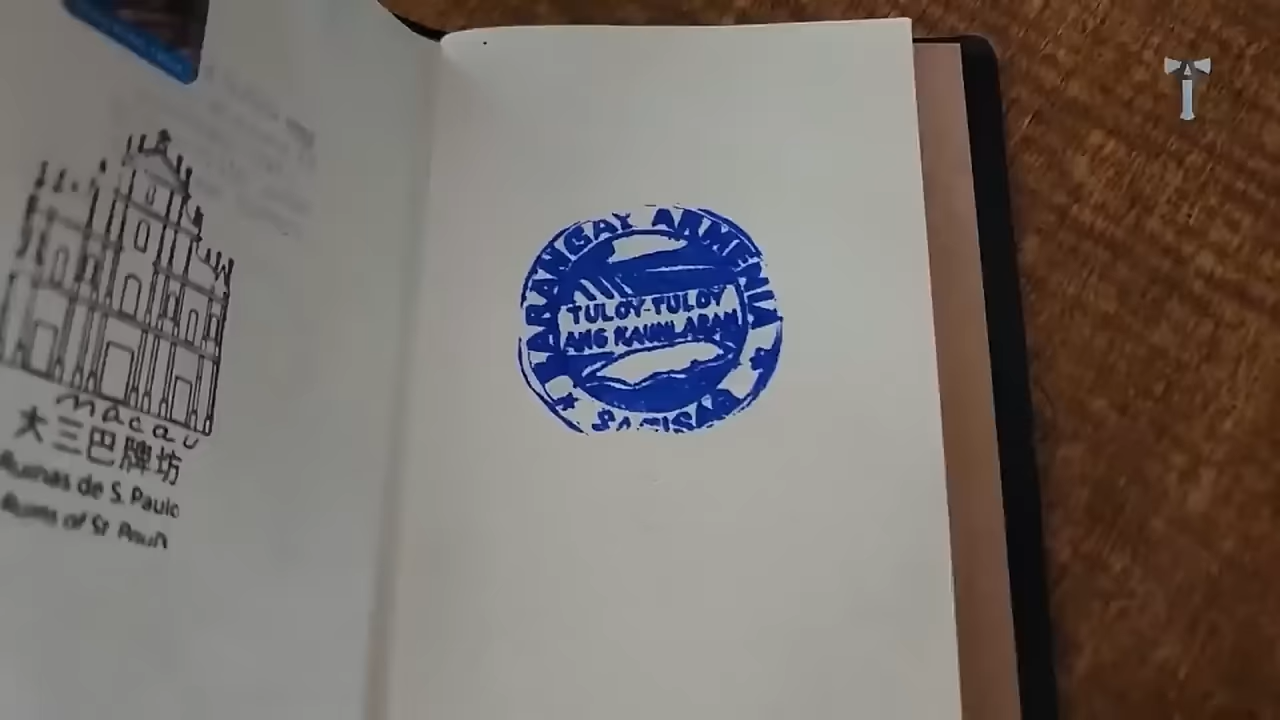 Macau
大三巴牌坊
Ruinas de S. Paulo
Ruins of St. Paul's
BARANGAY ARMENIA
TULOY-TULOY
ANG KAUNLARAN